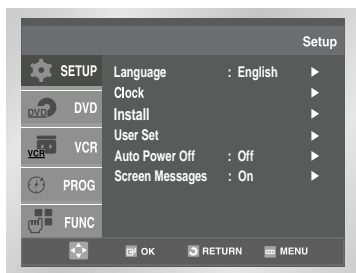 Setup
SETUP
Language : English ►
Clock ►
DVD DVD
Install ►
User Set ►
VCR VCR
Auto Power Off : Off ►
Screen Messages : On ►
PROG
FUNC
OK RETURN MENU